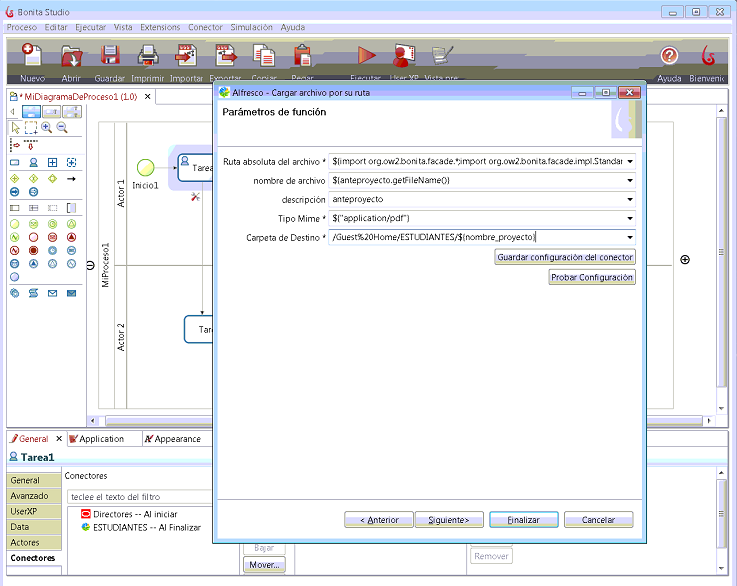 Bonita Studio
Proceso Editar Ejecutar Vista Extensions Conector Simulación Ayuda
Nuevo Abrir Guardar Imprimir Importar Exportar Copiar Pegar Ejecutar User XP Vista pre Ayuda Bienveni
* MiDiagramaDeProceso1 (1.0)
Alfresco - Cargar archivo por su ruta
Parámetros de función
Ruta absoluta del archivo * ${import org.ow2.bonita.facade.*;import org.ow2.bonita.facade.impl.Standar
nombre de archivo ${anteproyecto.getFileName()}
descripción anteproyecto
Tipo Mime * ${"application/pdf"}
Carpeta de Destino * /Guest%20Home/ESTUDIANTES/${nombre_proyecto}
Guardar configuración del conector
Probar Configuración
Actor 1
Inicio1
Tarea
MiProceso1
Actor 2
Tar
< Anterior Siguiente> Finalizar Cancelar
General Application Appearance
Tarea1
General
Avanzado
UserXP
Data
Actores
Conectores
Conectores
teclee el texto del filtro
Directores -- Al iniciar
ESTUDIANTES -- Al Finalizar
Bajar
Mover...
Remover